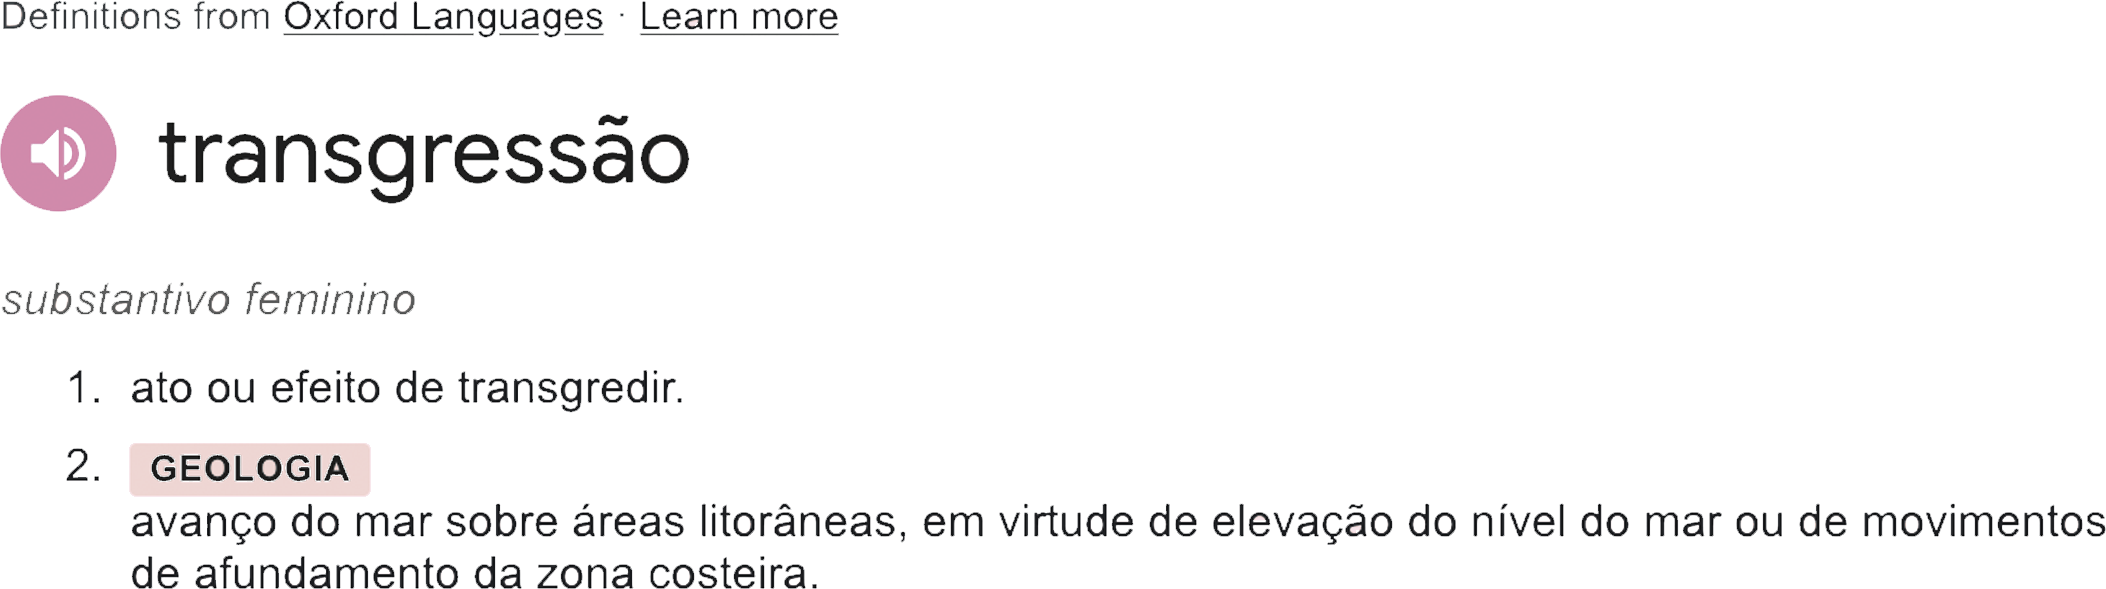 Definitions from Oxford Languages · Learn more
transgressão
substantivo feminino
1. ato ou efeito de transgredir.
2. GEOLOGIA
avanço do mar sobre áreas litorâneas, em virtude de elevação do nível do mar ou de movimentos
de afundamento da zona costeira.